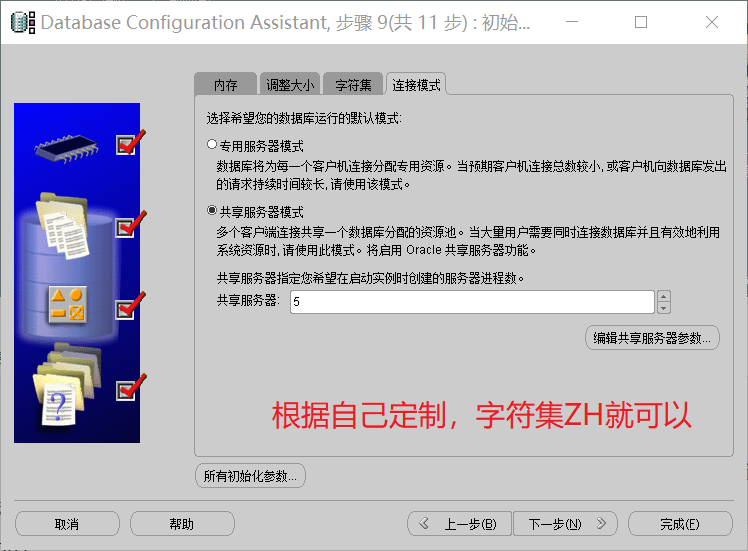 Database Configuration Assistant, 步骤 9(共 11 步) : 初始...
内存 调整大小 字符集 连接模式
选择希望您的数据库运行的默认模式:
专用服务器模式
数据库将为每一个客户机连接分配专用资源。当预期客户机连接总数较小, 或客户机向数据库发出
的请求持续时间较长, 请使用该模式。
共享服务器模式
多个客户端连接共享一个数据库分配的资源池。当大量用户需要同时连接数据库并且有效地利用
系统资源时, 请使用此模式。将启用 Oracle 共享服务器功能。
共享服务器指定您希望在启动实例时创建的服务器进程数。
共享服务器: 5
编辑共享服务器参数...
根据自己定制，字符集ZH就可以
所有初始化参数...
取消 帮助 上一步(B) 下一步(N) 完成(F)